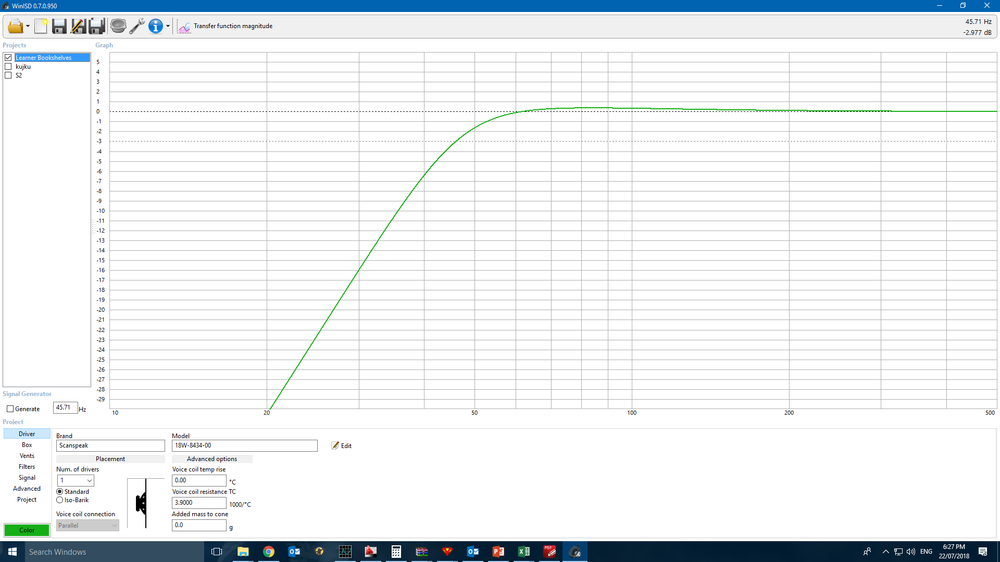 WinISD 0.7.0.950
Transfer function magnitude
45.71 Hz
-2.977 dB
Projects
Graph
Learner Bookshelves
kujku
S2
5
4
3
2
1
0
-1
-2
-3
-4
-5
-6
-7
-8
-9
-10
-11
-12
-13
-14
-15
-16
-17
-18
-19
-20
-21
-22
-23
-24
-25
-26
-27
-28
-29
10
20
50
100
200
500
Signal Generator
Generate
45.71
Hz
Project
Driver
Box
Vents
Filters
Signal
Advanced
Project
Color
Brand
Scanspeak
Model
18W-8434-00
Edit
Placement
Num. of drivers
1
Standard
Iso-Barik
Voice coil connection
Parallel
Advanced options
Voice coil temp rise
0.00
°C
Voice coil resistance TC
3.9000
1000/°C
Added mass to cone
0.0
g
Search Windows
PDF
ENG
6:27 PM
22/07/2018